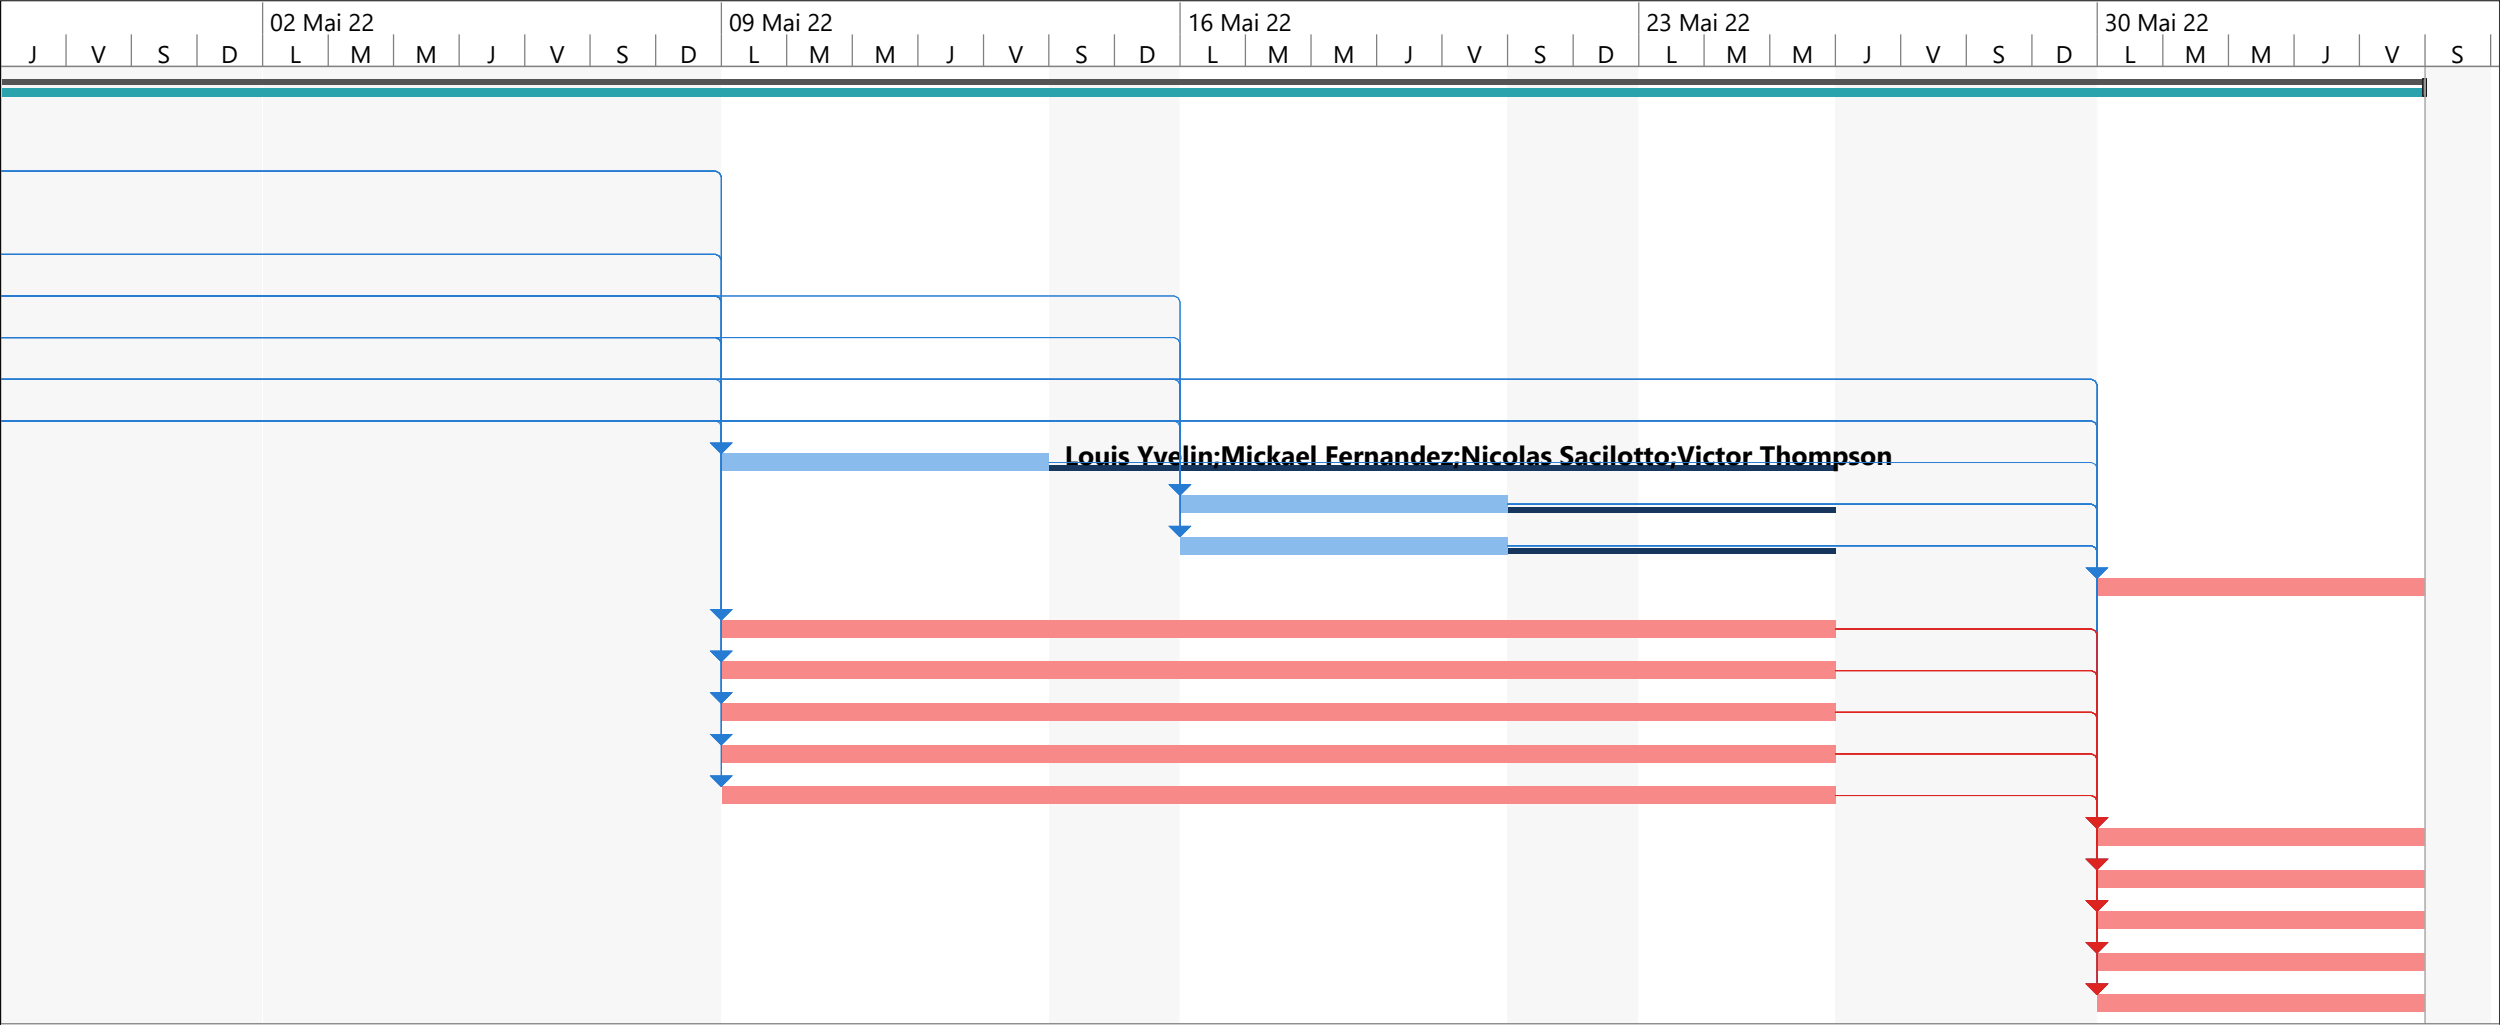 02 Mai 22 09 Mai 22 16 Mai 22 23 Mai 22 30 Mai 22
J V S D L M M J V S D L M M J V S D L M M J V S D L M M J V S D L M M J V S
Louis Yvelin;Mickael Fernandez;Nicolas Sacilotto;Victor Thompson